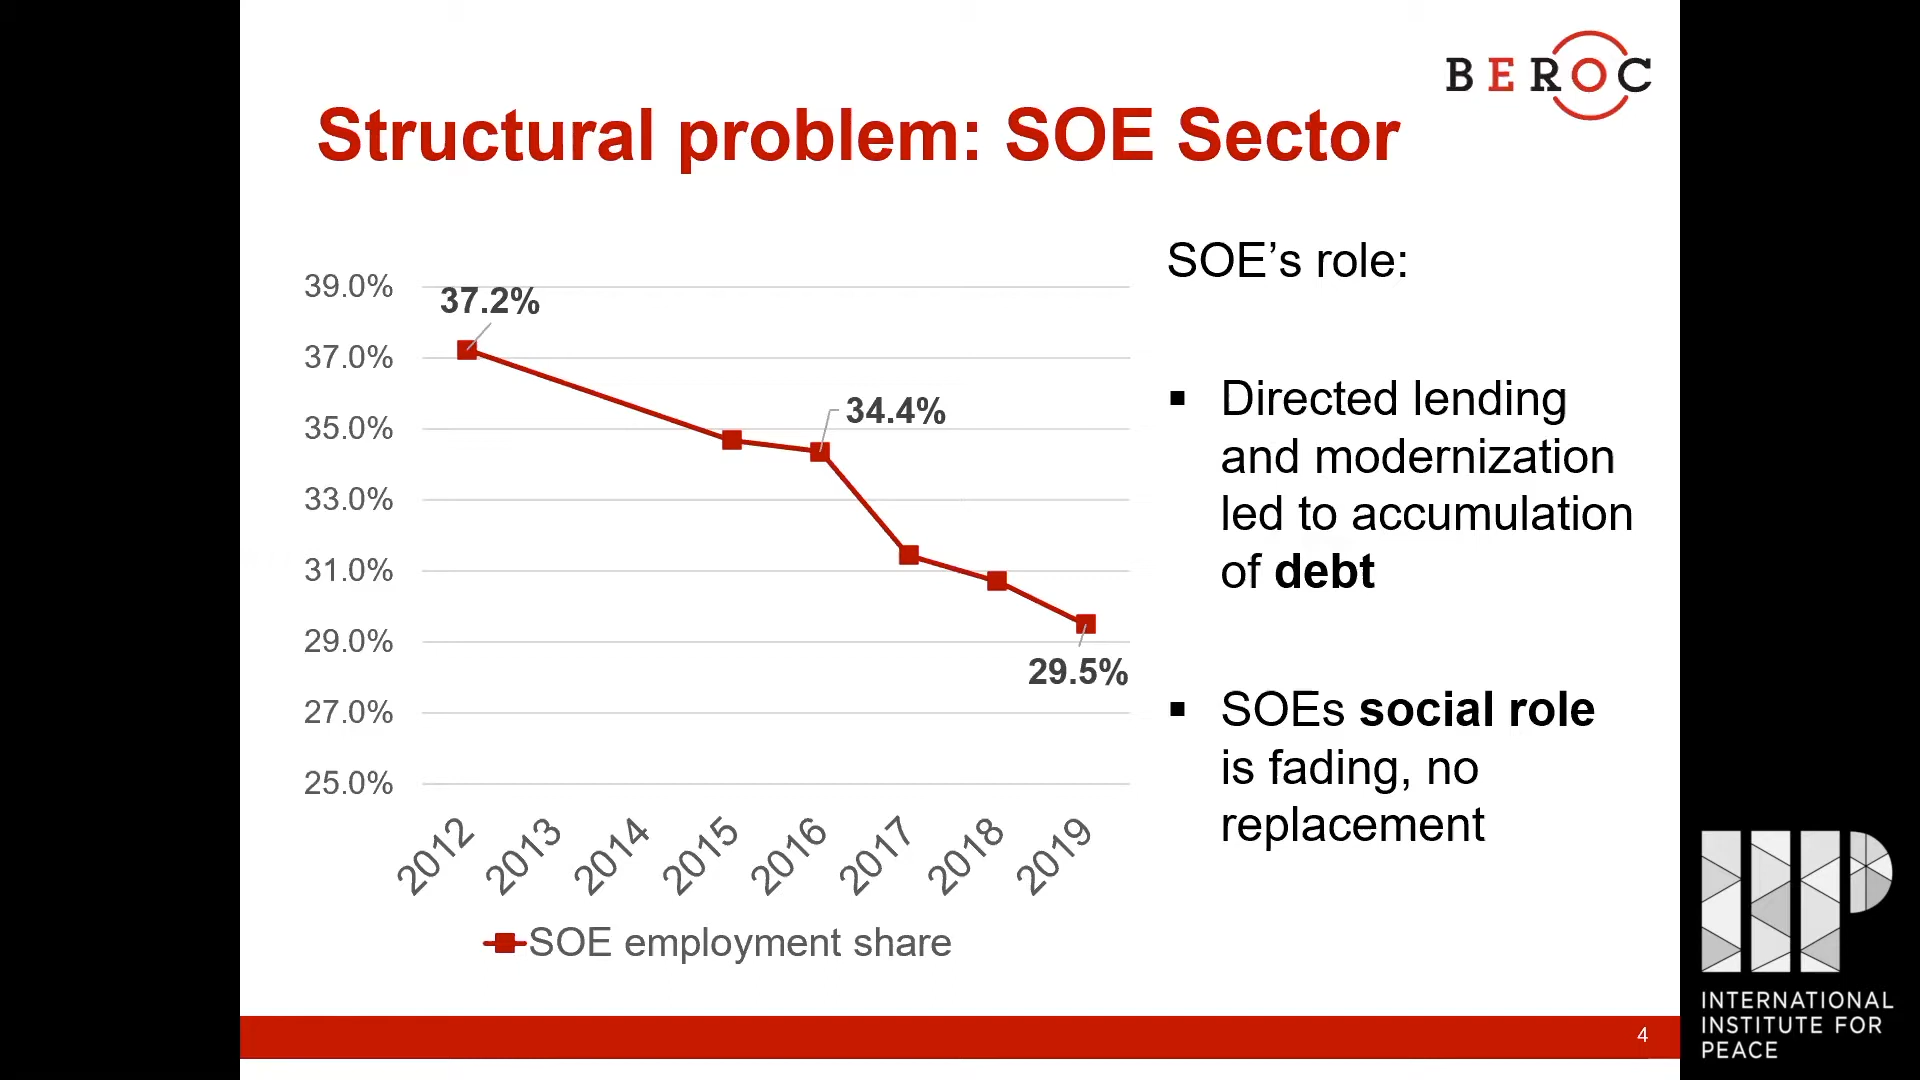 BEROC
Structural problem: SOE Sector
SOE’s role:
39.0%
37.0%
35.0%
33.0%
31.0%
29.0%
27.0%
25.0%
37.2%
34.4%
29.5%
2012
2013
2014
2015
2016
2017
2018
2019
SOE employment share
▪ Directed lending
and modernization
led to accumulation
of debt
▪ SOEs social role
is fading, no
replacement
4
IIP
INTERNATIONAL
INSTITUTE FOR
PEACE